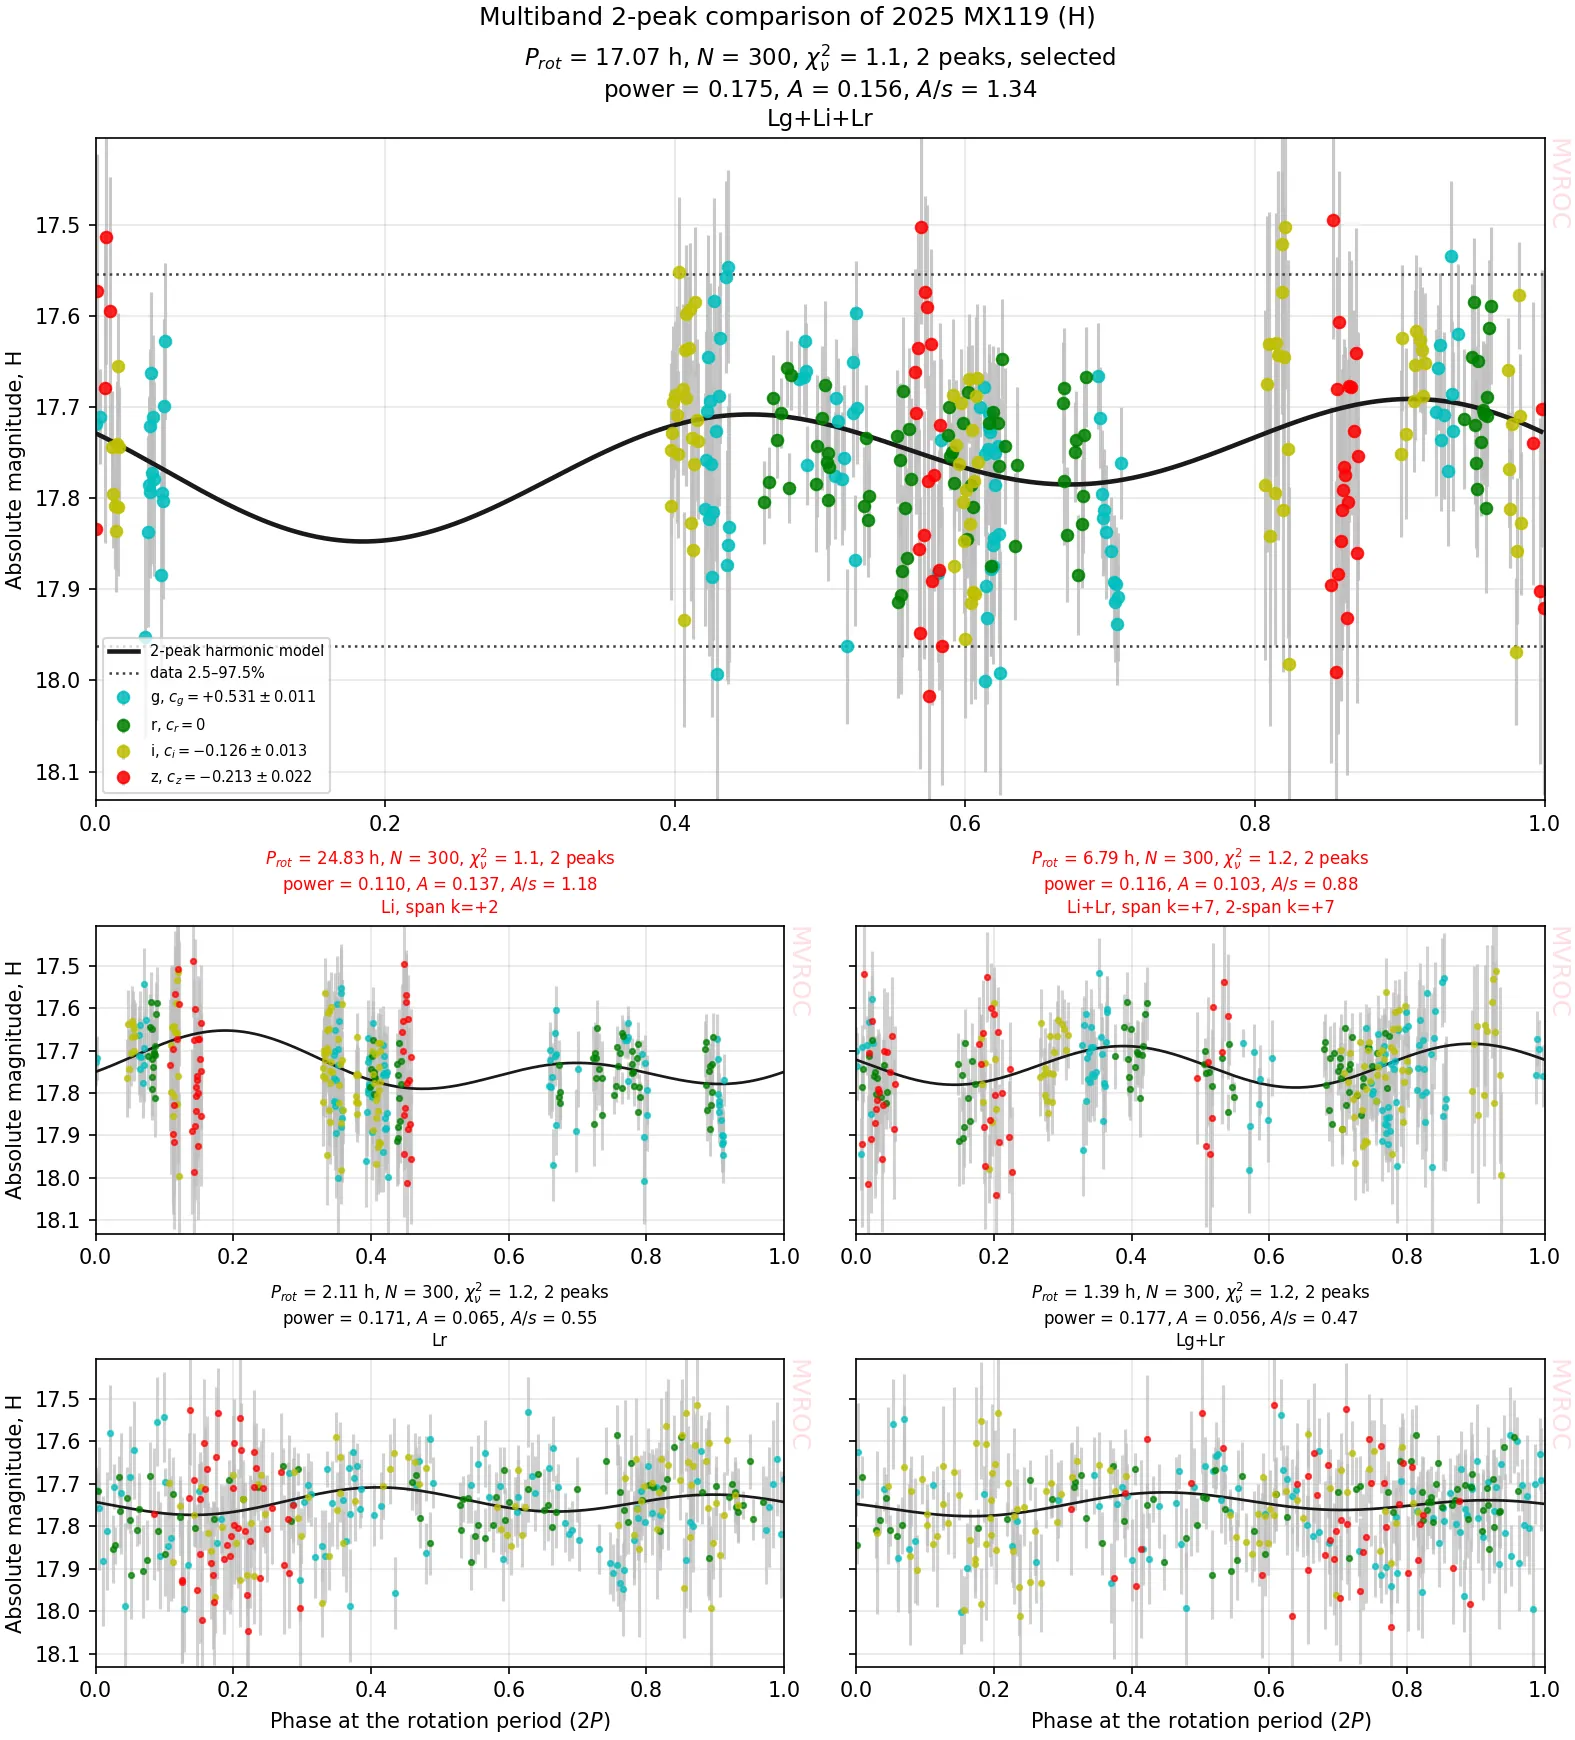 Multiband 2-peak comparison of 2025 MX119 (H)
P_rot = 17.07 h, N = 300, χ²_ν = 1.1, 2 peaks, selected
power = 0.175, A = 0.156, A/s = 1.34
Lg+Li+Lr
MVROC
Absolute magnitude, H
17.5
17.6
17.7
17.8
17.9
18.0
18.1
2-peak harmonic model
data 2.5–97.5%
g, c_g = +0.531 ± 0.011
r, c_r = 0
i, c_i = −0.126 ± 0.013
z, c_z = −0.213 ± 0.022
0.0 0.2 0.4 0.6 0.8 1.0
P_rot = 24.83 h, N = 300, χ²_ν = 1.1, 2 peaks
power = 0.110, A = 0.137, A/s = 1.18
Li, span k=+2
MVROC
Absolute magnitude, H
17.5
17.6
17.7
17.8
17.9
18.0
18.1
0.0 0.2 0.4 0.6 0.8 1.0
P_rot = 6.79 h, N = 300, χ²_ν = 1.2, 2 peaks
power = 0.116, A = 0.103, A/s = 0.88
Li+Lr, span k=+7, 2-span k=+7
MVROC
0.0 0.2 0.4 0.6 0.8 1.0
P_rot = 2.11 h, N = 300, χ²_ν = 1.2, 2 peaks
power = 0.171, A = 0.065, A/s = 0.55
Lr
MVROC
Absolute magnitude, H
17.5
17.6
17.7
17.8
17.9
18.0
18.1
0.0 0.2 0.4 0.6 0.8 1.0
Phase at the rotation period (2P)
P_rot = 1.39 h, N = 300, χ²_ν = 1.2, 2 peaks
power = 0.177, A = 0.056, A/s = 0.47
Lg+Lr
MVROC
0.0 0.2 0.4 0.6 0.8 1.0
Phase at the rotation period (2P)